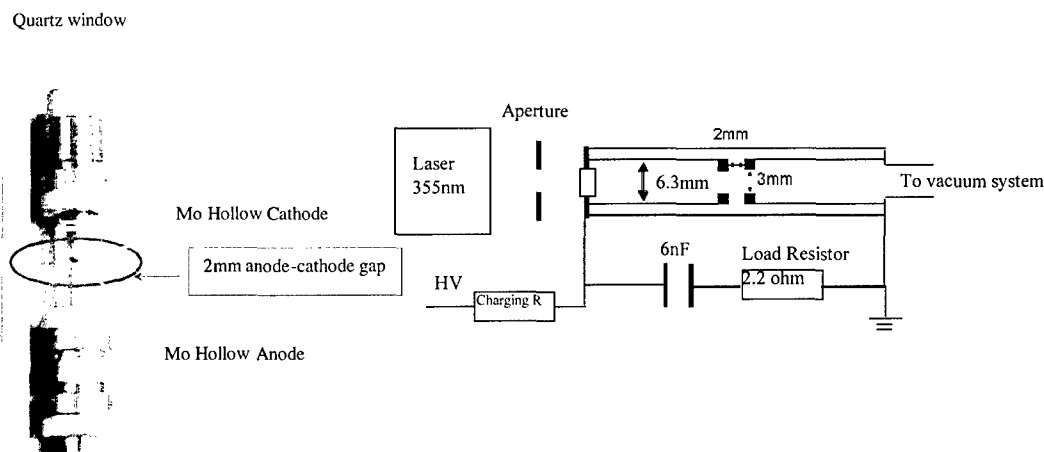 Quartz window
Aperture
Laser
355nm
2mm
6.3mm
3mm
To vacuum system
Mo Hollow Cathode
2mm anode-cathode gap
6nF
Load Resistor
2.2 ohm
HV
Charging R
Mo Hollow Anode